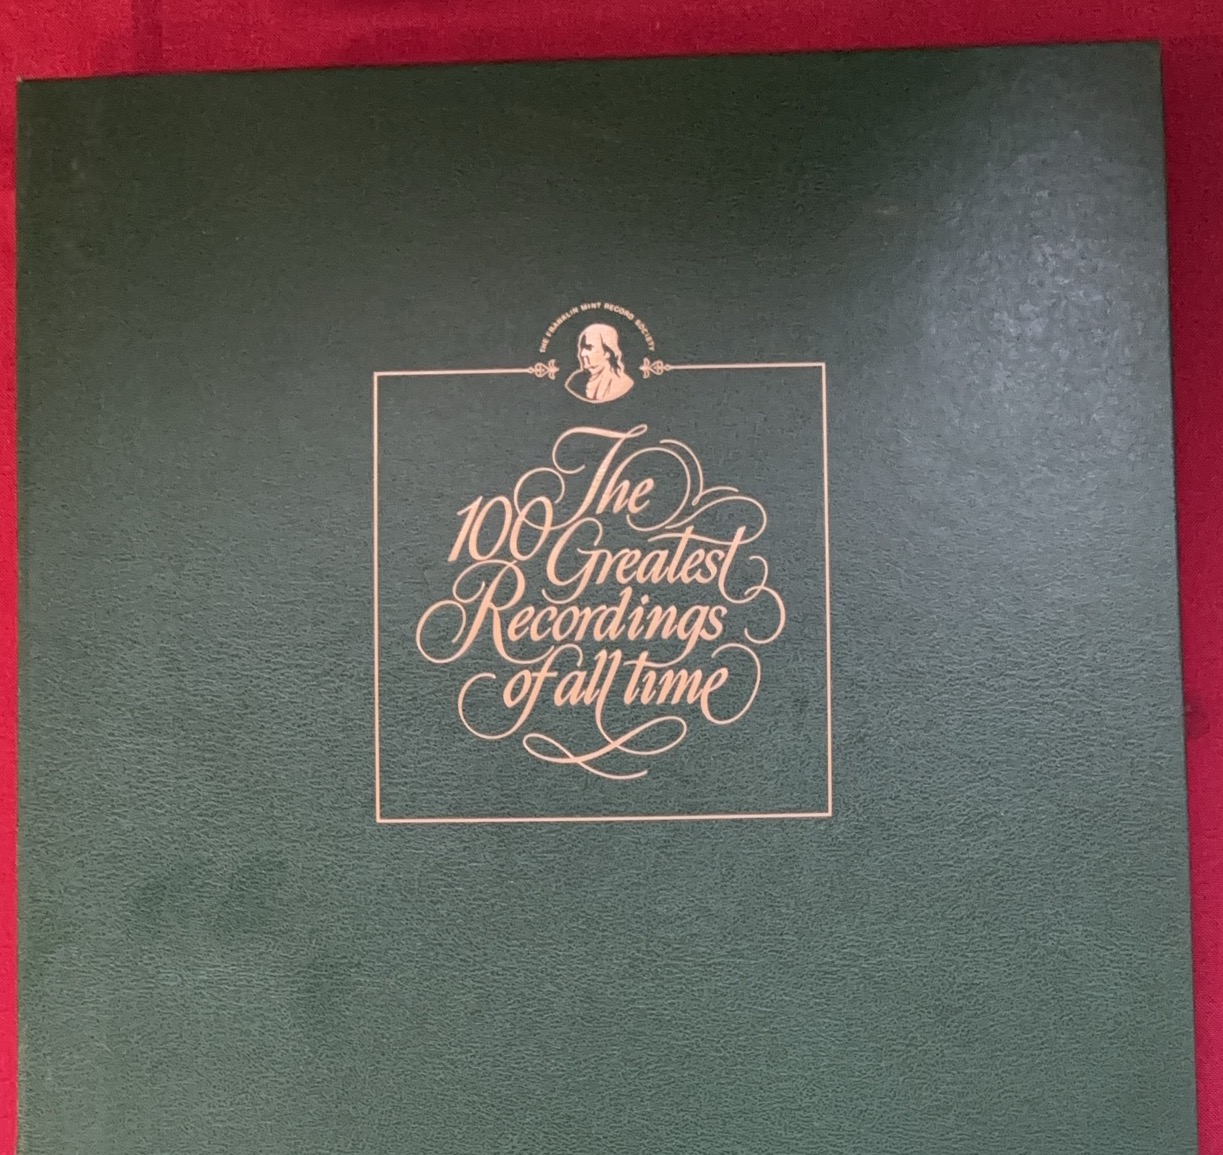 THE FRANKLIN MINT RECORD SOCIETY
The
100 Greatest
Recordings
of all time